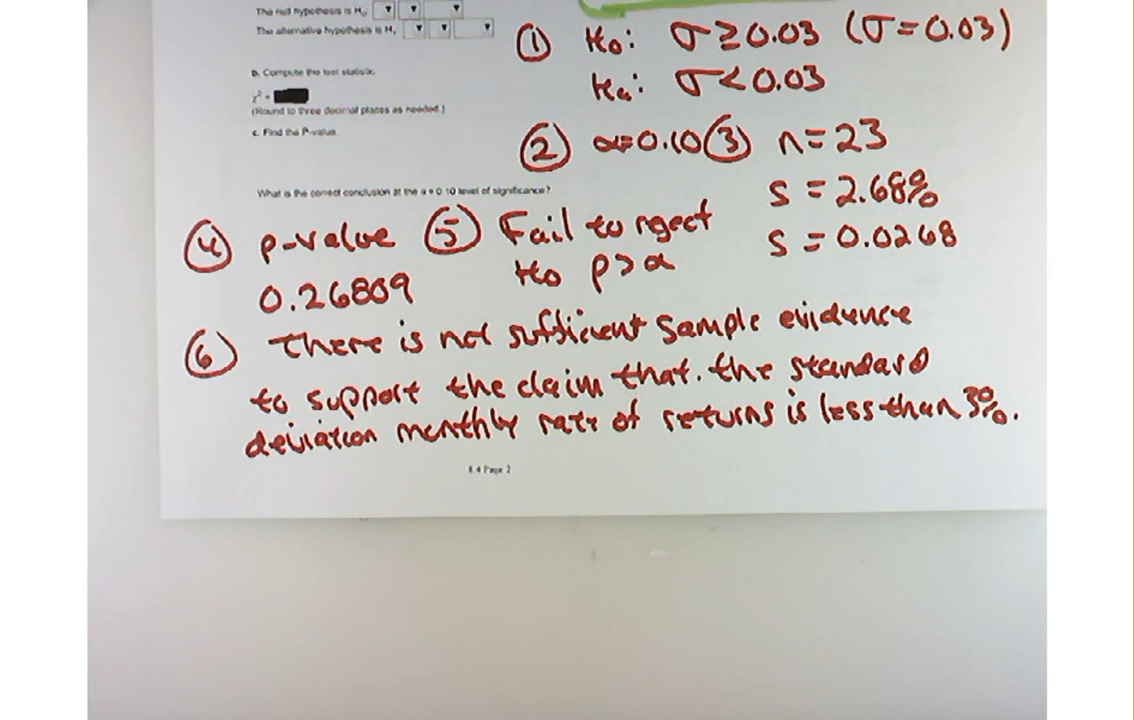 The null hypothesis is H₀:
The alternative hypothesis is H₁
b. Compute the test statistic.
χ² =
(Round to three decimal places as needed.)
c. Find the P-value.
What is the correct conclusion at the α = 0.10 level of significance?
① H₀: σ ≥ 0.03 (σ = 0.03)
Hₐ: σ < 0.03
② α = 0.10 ③ n = 23
s = 2.68%
s = 0.0268
④ p-value
0.26809
⑤ Fail to reject
H₀ p > α
⑥ There is not sufficient sample evidence
to support the claim that. the standard
deviation monthly rate of returns is less than 3%.
8.4 Page 2